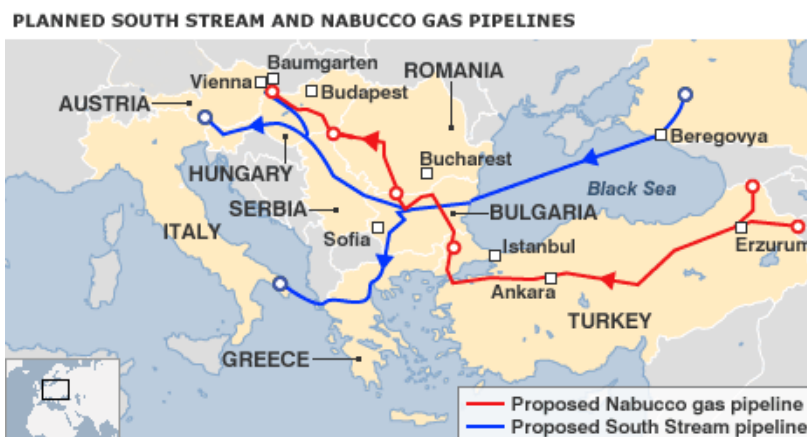 PLANNED SOUTH STREAM AND NABUCCO GAS PIPELINES
Baumgarten
Vienna
ROMANIA
Budapest
AUSTRIA
Beregovya
Bucharest
HUNGARY
Black Sea
SERBIA
BULGARIA
ITALY
Sofia
Istanbul
Erzurum
Ankara
TURKEY
GREECE
Proposed Nabucco gas pipeline
Proposed South Stream pipeline